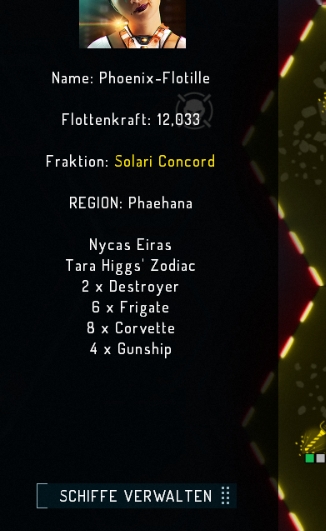 Name: Phoenix-Flotille
Flottenkraft: 12,033
Fraktion: Solari Concord
REGION: Phaehana
Nycas Eiras
Tara Higgs' Zodiac
2 x Destroyer
6 x Frigate
8 x Corvette
4 x Gunship
SCHIFFE VERWALTEN